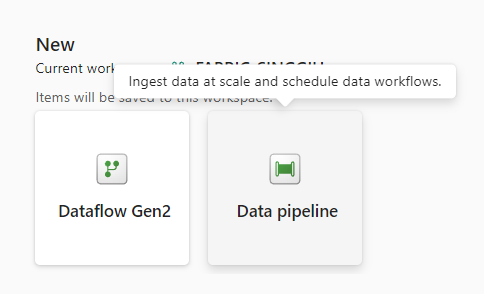 New
Current work
Ingest data at scale and schedule data workflows.
Items will be saved to this workspace.
Dataflow Gen2
Data pipeline